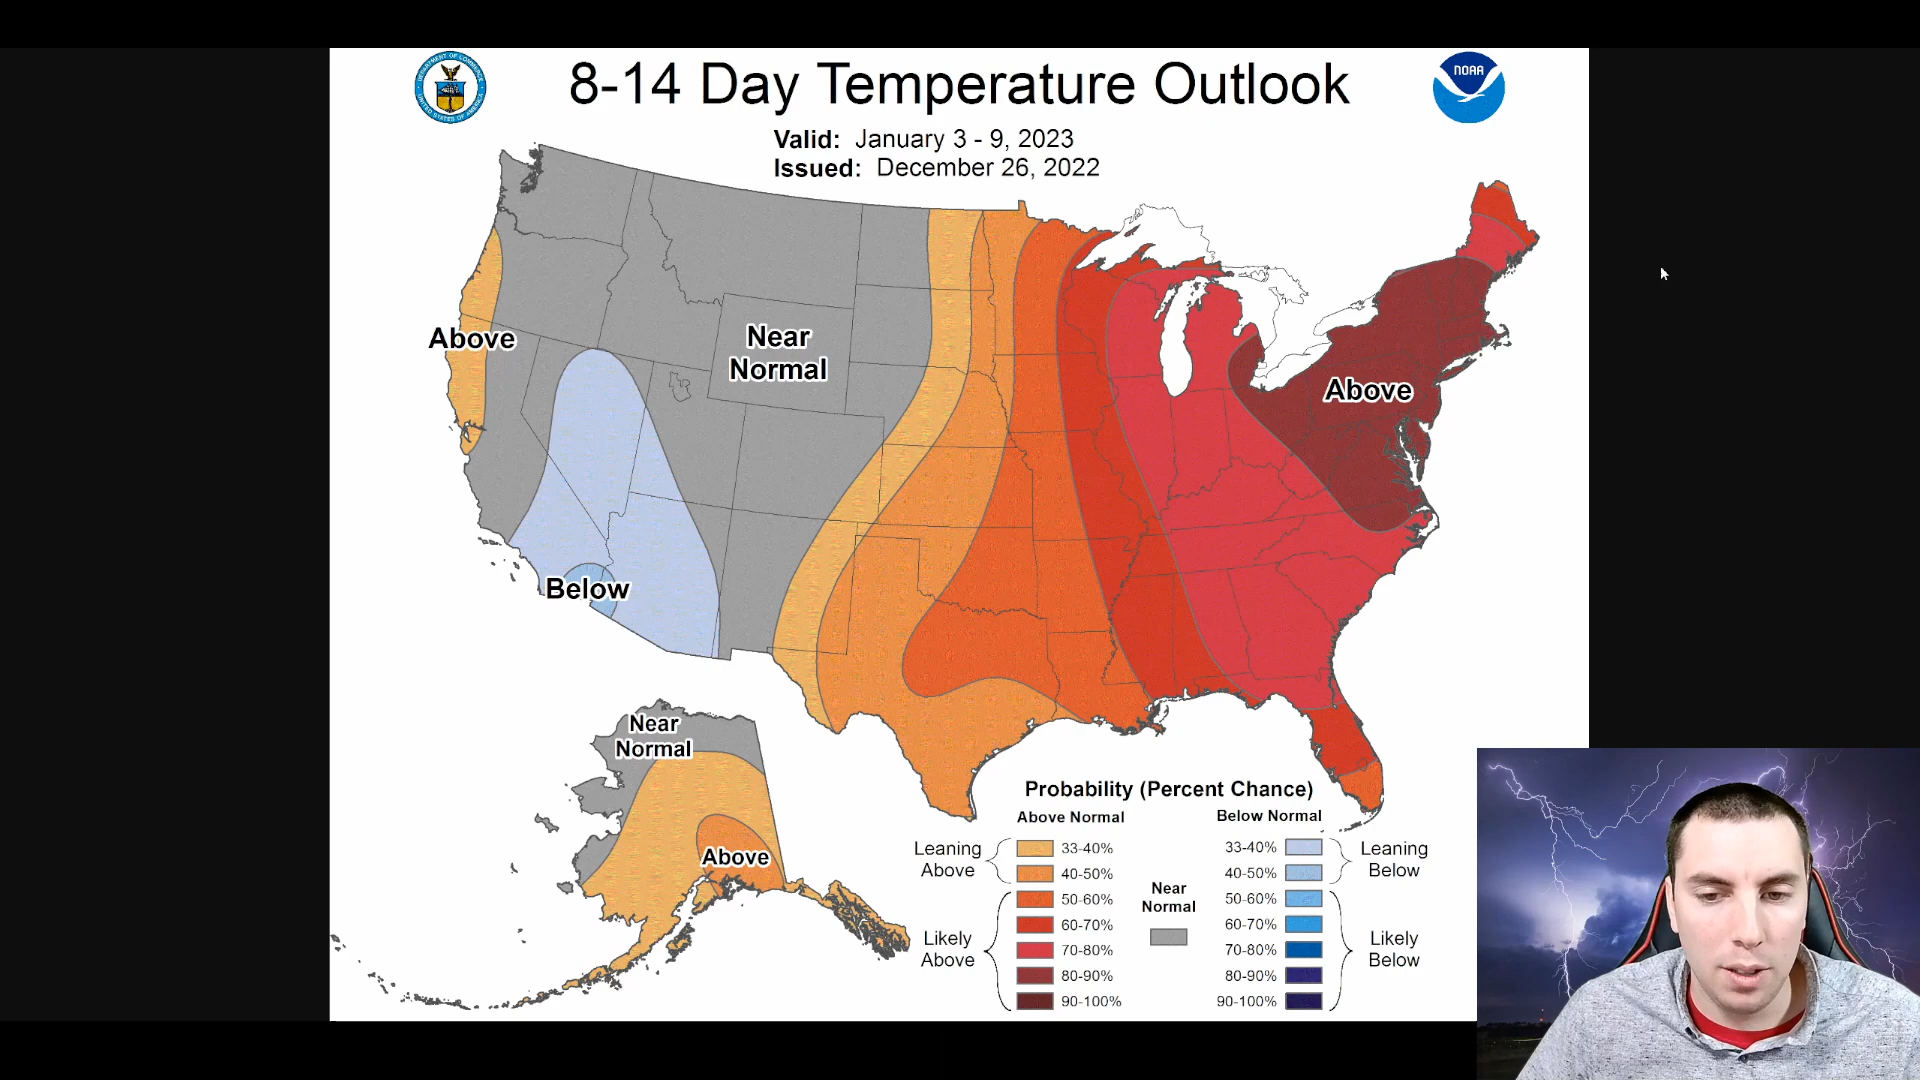 8-14 Day Temperature Outlook
NOAA
Valid: January 3 - 9, 2023
Issued: December 26, 2022
Above
Near
Normal
Above
Below
Near
Normal
Above
Probability (Percent Chance)
Above Normal
Below Normal
Leaning
Above
33-40%
40-50%
Likely
Above
50-60%
60-70%
70-80%
80-90%
90-100%
Near
Normal
33-40%
40-50%
Leaning
Below
50-60%
60-70%
70-80%
80-90%
90-100%
Likely
Below